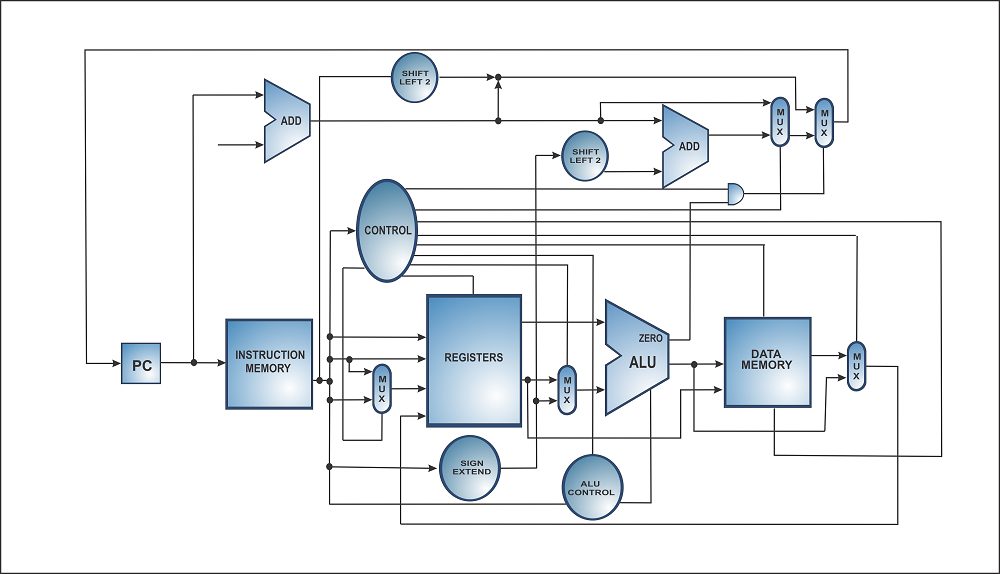 SHIFT
LEFT 2
ADD
MUX
MUX
ADD
SHIFT
LEFT 2
CONTROL
ZERO
ALU
INSTRUCTION
MEMORY
REGISTERS
DATA
MEMORY
PC
MUX
MUX
MUX
SIGN
EXTEND
ALU
CONTROL